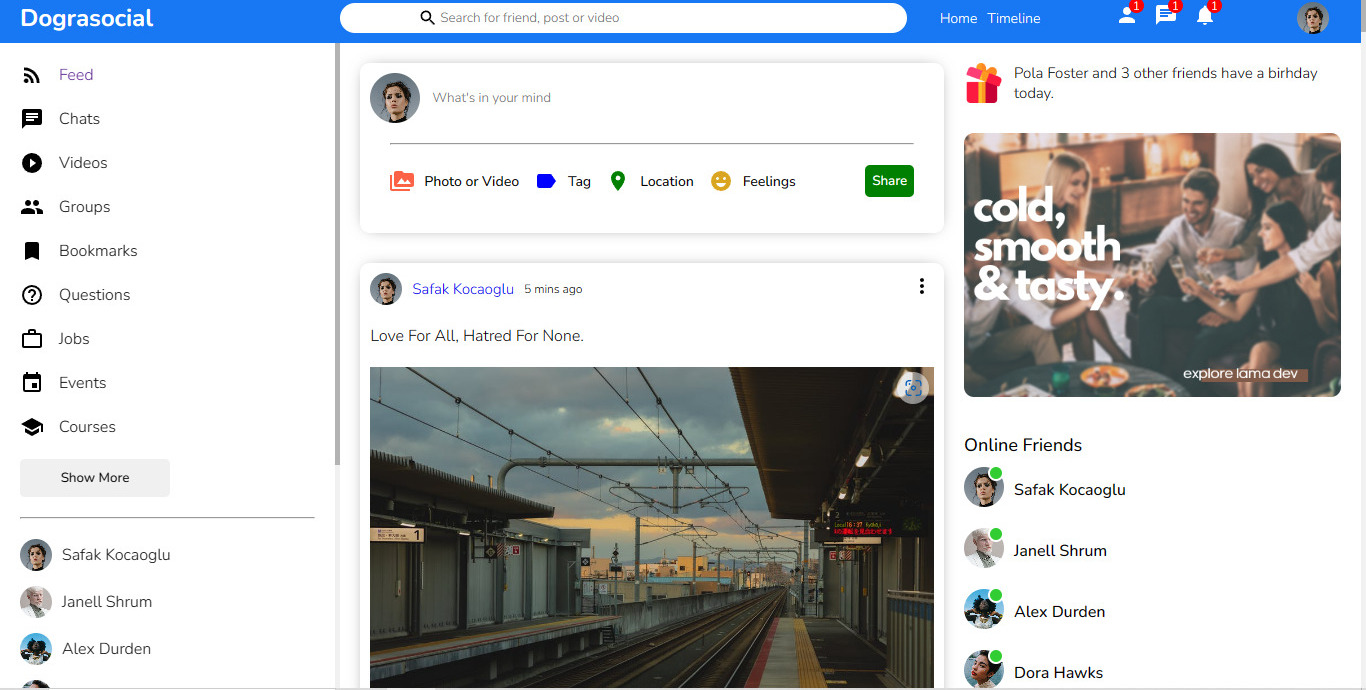 Dograsocial
Search for friend, post or video
Home Timeline
1
1
1
Feed
Chats
Videos
Groups
Bookmarks
Questions
Jobs
Events
Courses
Show More
Safak Kocaoglu
Janell Shrum
Alex Durden
What's in your mind
Photo or Video Tag Location Feelings Share
Safak Kocaoglu 5 mins ago
Love For All, Hatred For None.
1
2
16:37
Pola Foster and 3 other friends have a birhday
today.
cold,
smooth
& tasty.
explore lama dev
Online Friends
Safak Kocaoglu
Janell Shrum
Alex Durden
Dora Hawks